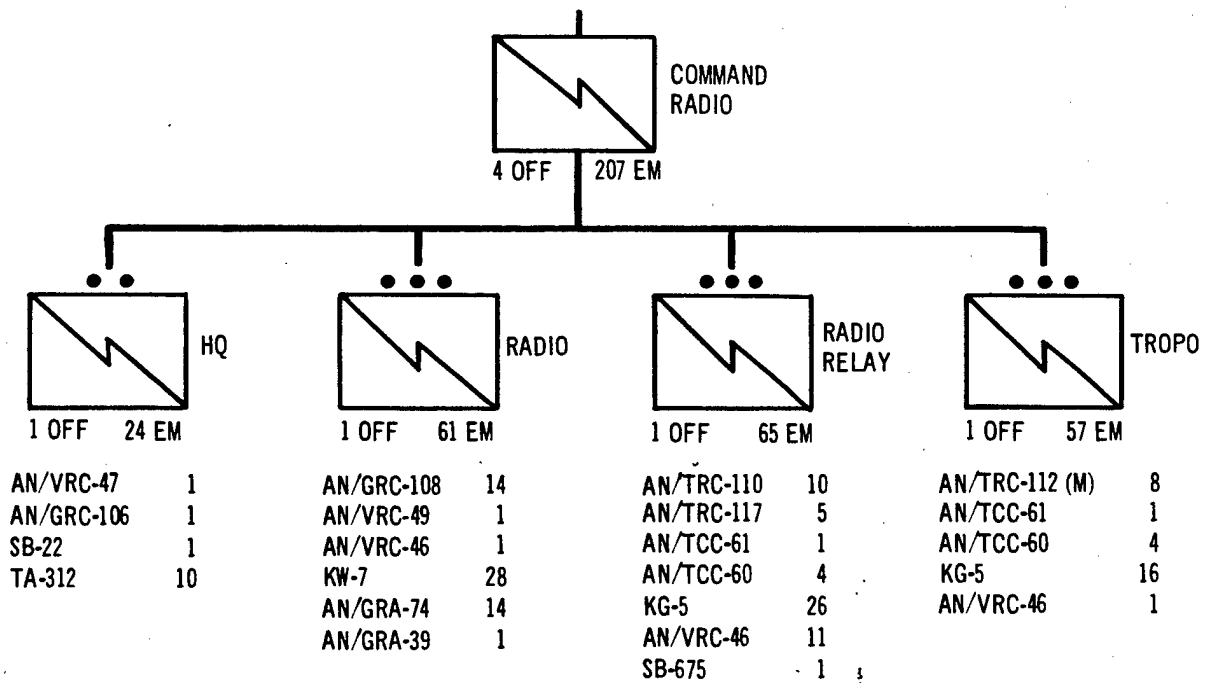 COMMAND
RADIO
4 OFF 207 EM
HQ
1 OFF 24 EM
AN/VRC-47 1
AN/GRC-106 1
SB-22 1
TA-312 10
RADIO
1 OFF 61 EM
AN/GRC-108 14
AN/VRC-49 1
AN/VRC-46 1
KW-7 28
AN/GRA-74 14
AN/GRA-39 1
RADIO
RELAY
1 OFF 65 EM
AN/TRC-110 10
AN/TRC-117 5
AN/TCC-61 1
AN/TCC-60 4
KG-5 26
AN/VRC-46 11
SB-675 1
TROPO
1 OFF 57 EM
AN/TRC-112 (M) 8
AN/TCC-61 1
AN/TCC-60 4
KG-5 16
AN/VRC-46 1